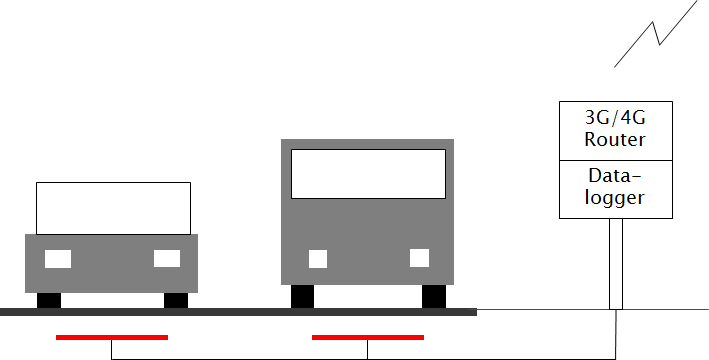 3G/4G
Router
Data-
logger